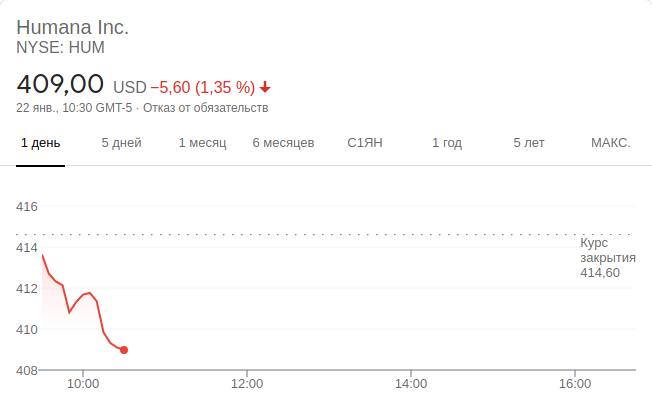 Humana Inc.
NYSE: HUM
409,00 USD −5,60 (1,35 %)
22 янв., 10:30 GMT-5 · Отказ от обязательств
1 день 5 дней 1 месяц 6 месяцев С1ЯН 1 год 5 лет МАКС.
416
414
412
410
408
Курс
закрытия
414,60
10:00 12:00 14:00 16:00